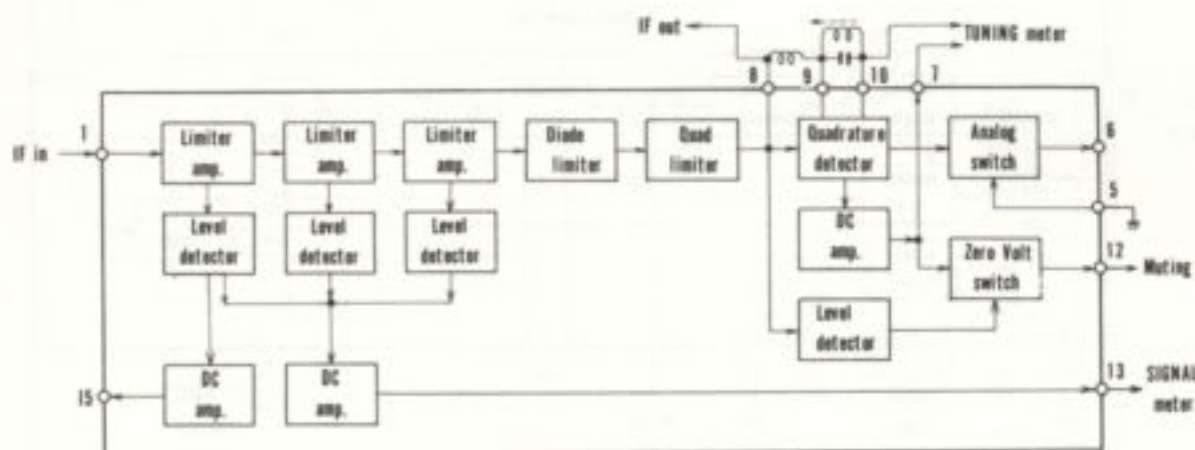 IF out
TUNING meter
8
9
10
7
1
IF in
Limiter
amp.
Limiter
amp.
Limiter
amp.
Diode
limiter
Quad
limiter
Quadrature
detector
Analog
switch
6
5
Level
detector
Level
detector
Level
detector
DC
amp.
Zero Volt
switch
12
Muting
Level
detector
15
DC
amp.
DC
amp.
13
SIGNAL
meter